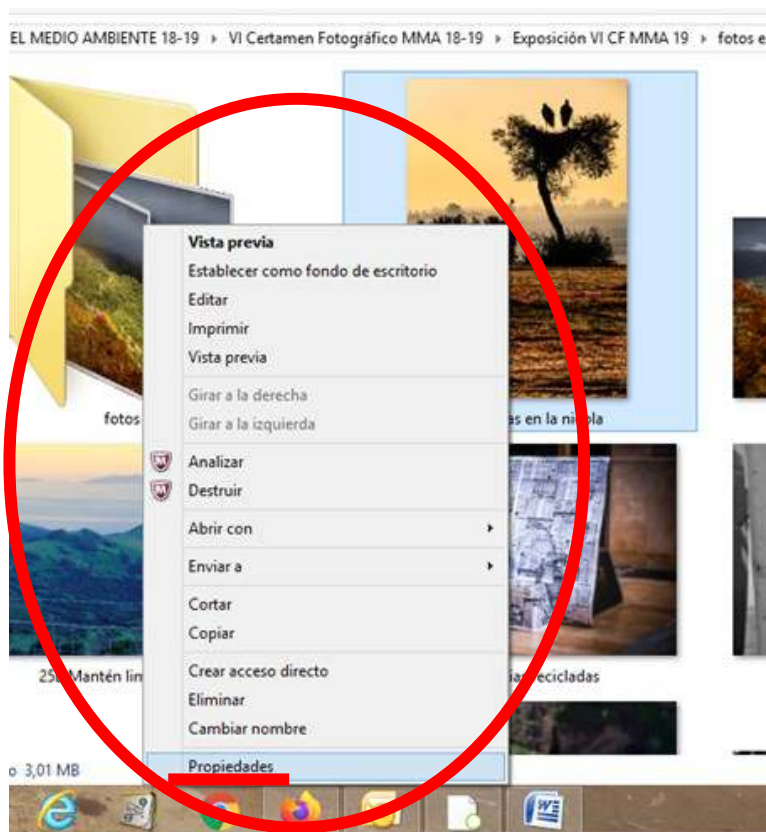 EL MEDIO AMBIENTE 18-19 ▸ VI Certamen Fotográfico MMA 18-19 ▸ Exposición VI CF MMA 19 ▸ fotos e
Vista previa
Establecer como fondo de escritorio
Editar
Imprimir
Vista previa
Girar a la derecha
Girar a la izquierda
fotos
as en la
Analizar
Destruir
Abrir con
Enviar a
Cortar
Copiar
Crear acceso directo
Mantén lim
recicladas
Eliminar
Cambiar nombre
Propiedades
o 3,01 MB